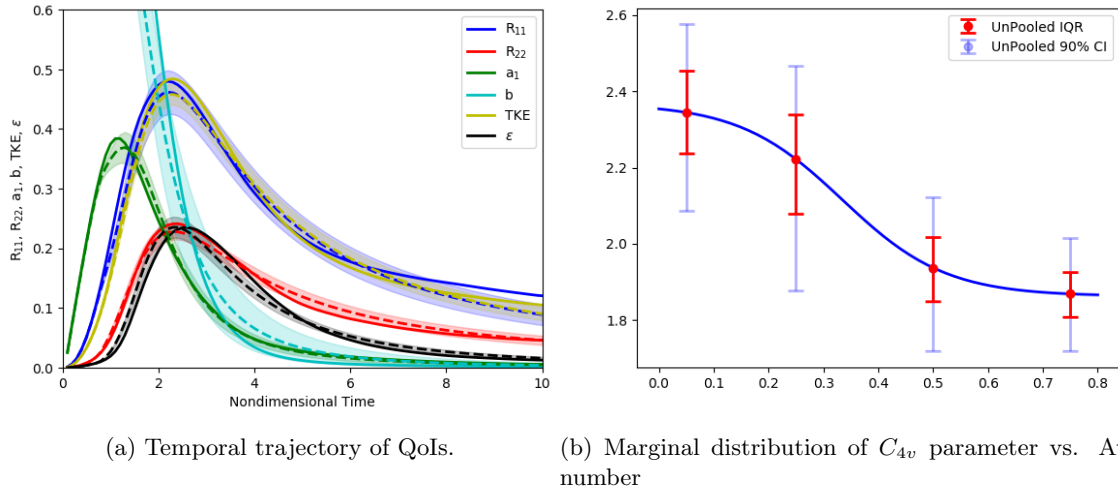 0.6
0.5
0.4
0.3
0.2
0.1
0.0
R₁₁, R₂₂, a₁, b, TKE, ε
0 2 4 6 8 10
Nondimensional Time
R₁₁
R₂₂
a₁
b
TKE
ε
(a) Temporal trajectory of QoIs.
2.6
2.4
2.2
2.0
1.8
0.0 0.1 0.2 0.3 0.4 0.5 0.6 0.7 0.8
UnPooled IQR
UnPooled 90% CI
(b) Marginal distribution of C₄ᵥ parameter vs.
number